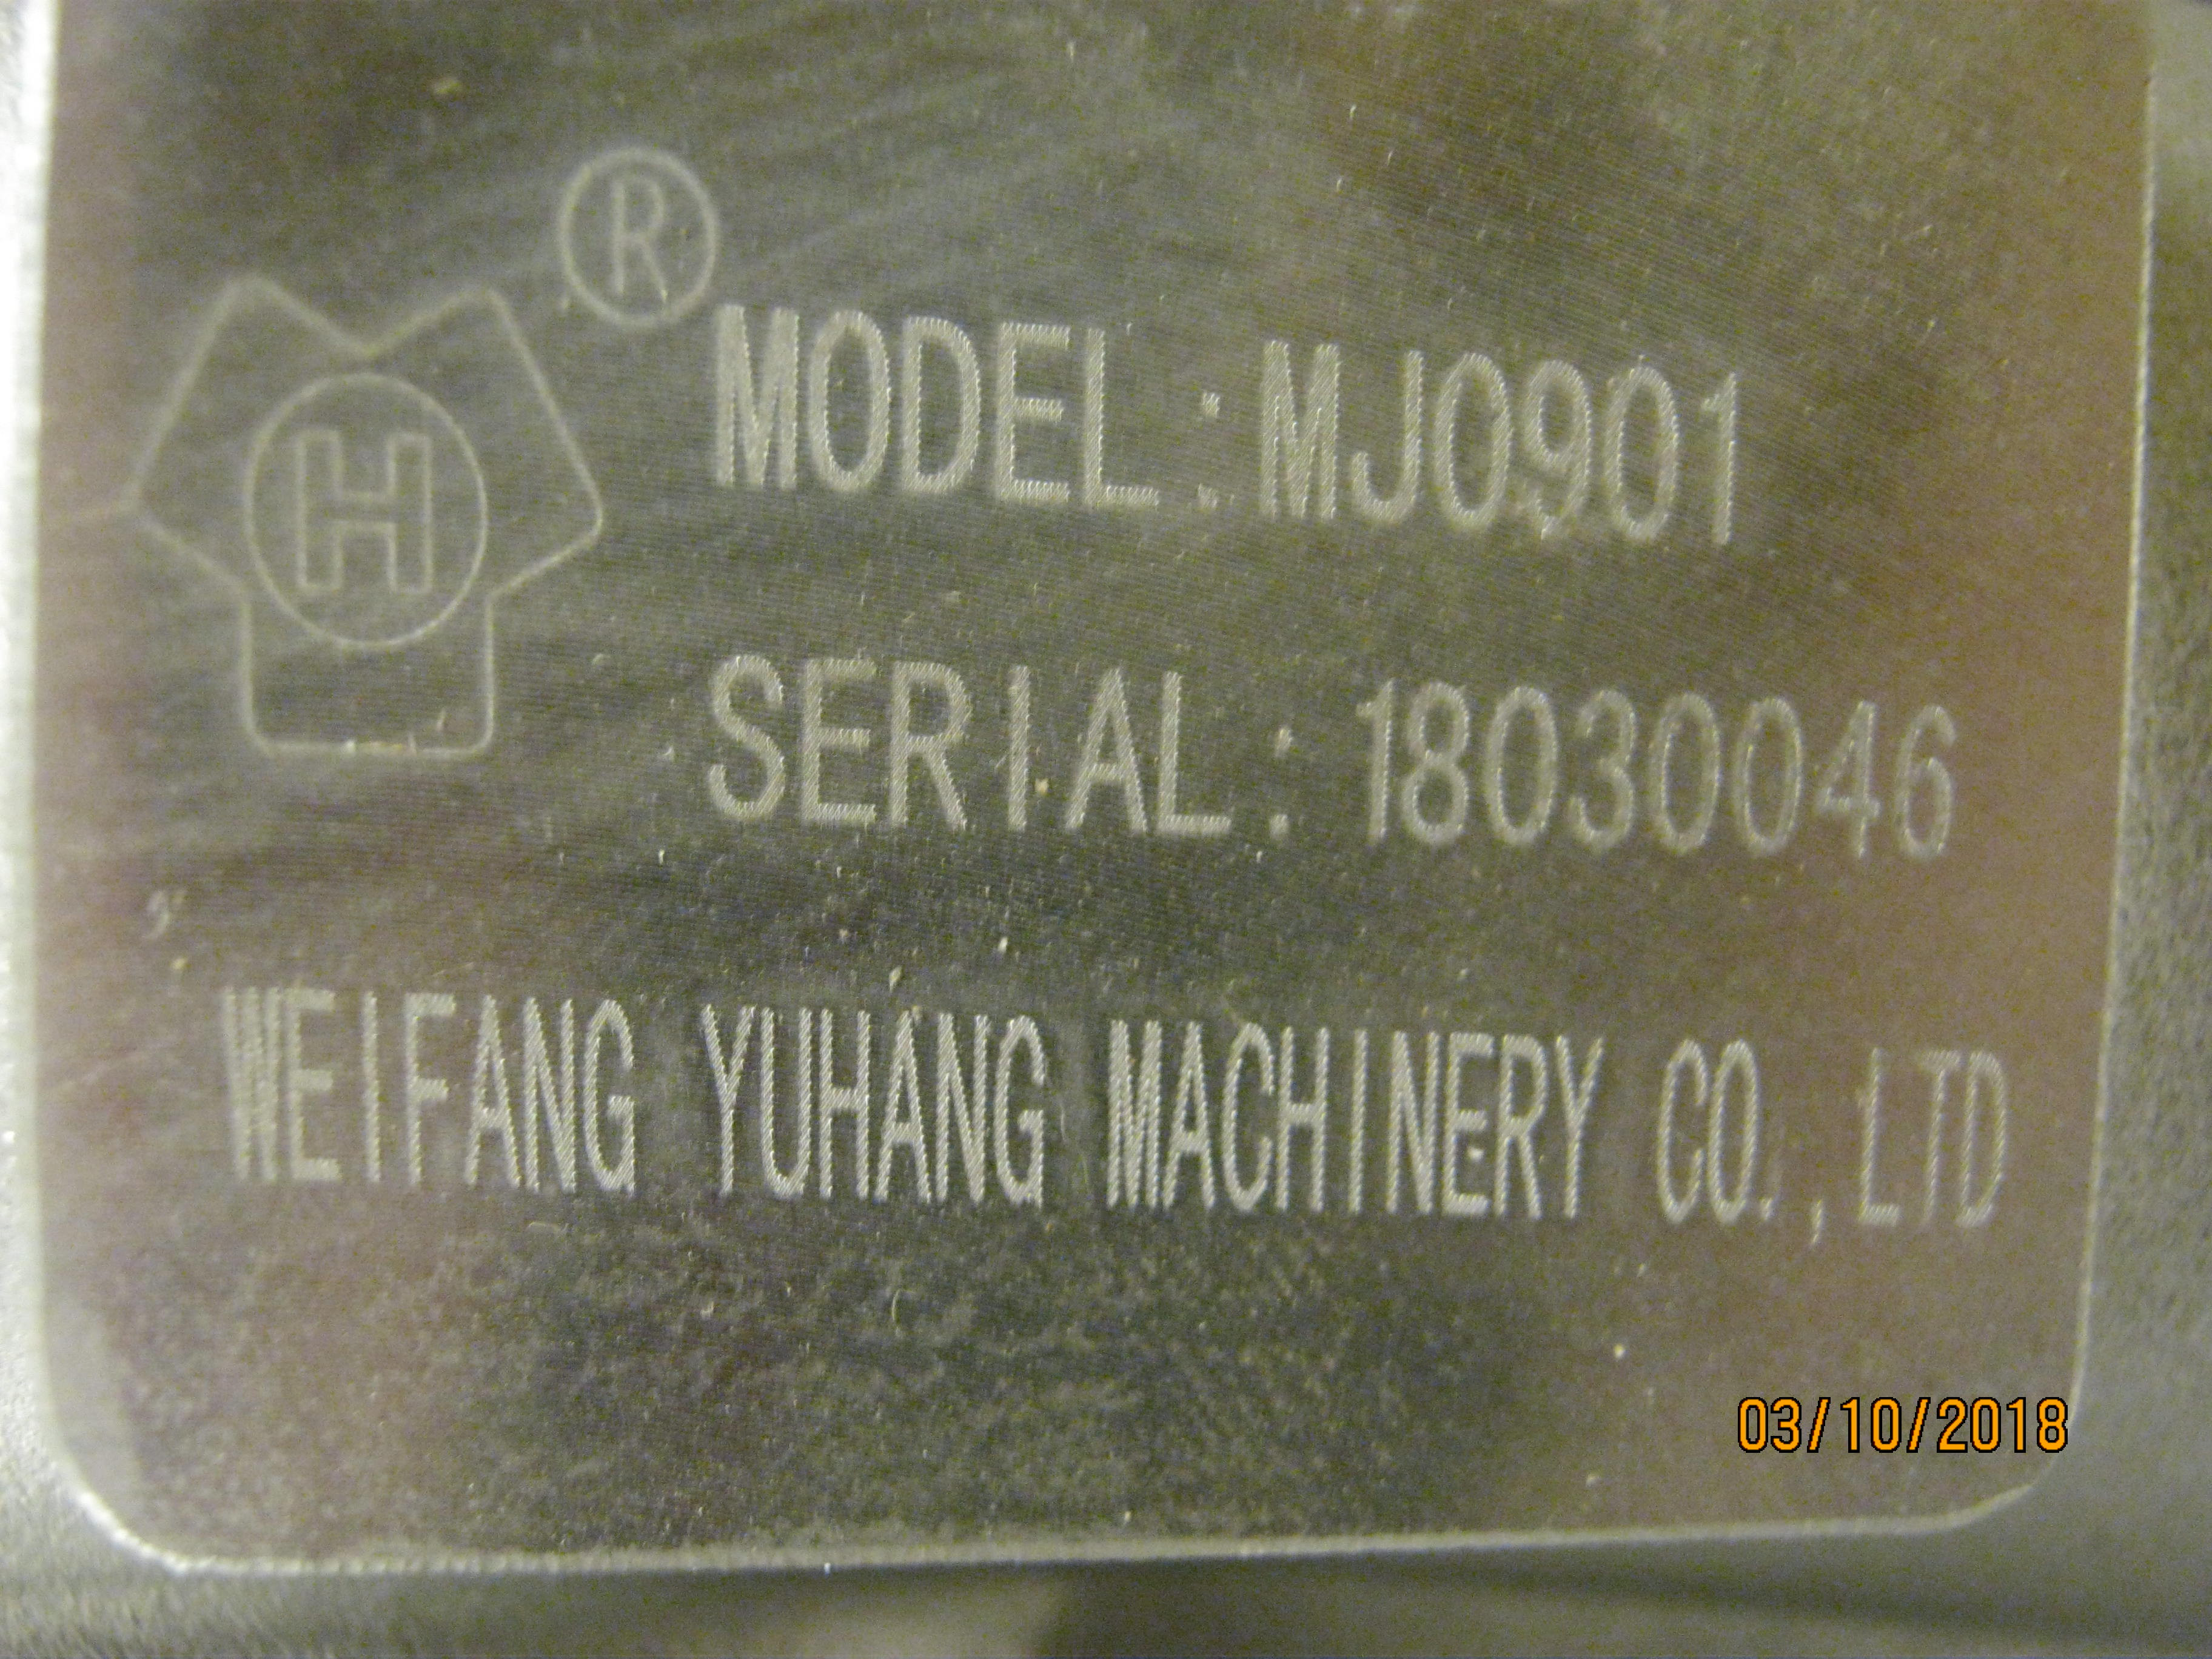 ®
H
MODEL:MJ0901
SERIAL:18030046
WEIFANG YUHANG MACHINERY CO.,LTD
03/10/2018